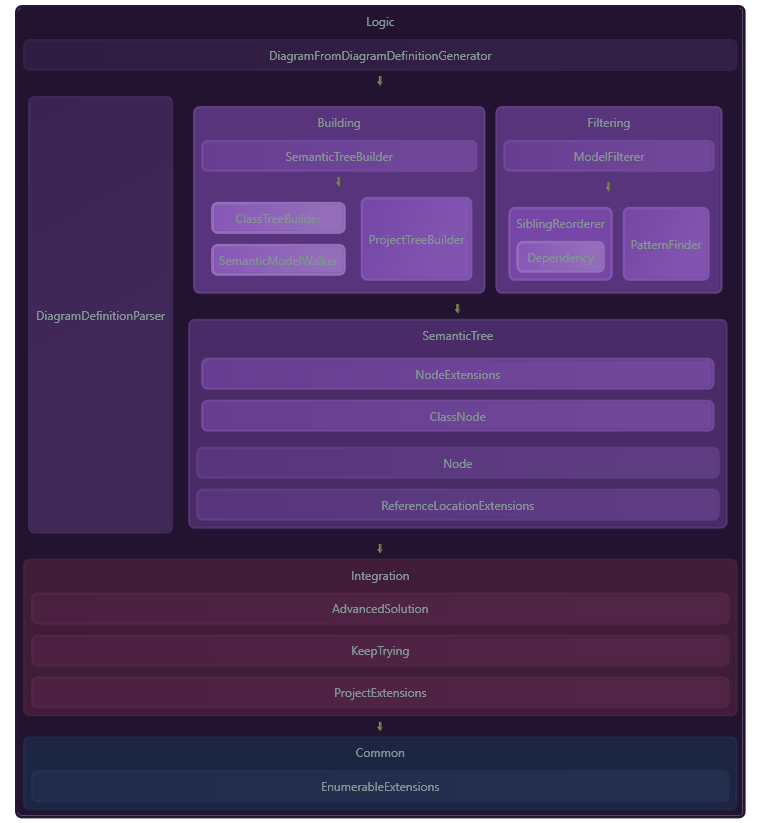 Logic
DiagramFromDiagramDefinitionGenerator
DiagramDefinitionParser
Building
SemanticTreeBuilder
ClassTreeBuilder
SemanticModelWalker
ProjectTreeBuilder
Filtering
ModelFilterer
SiblingReorderer
Dependency
PatternFinder
SemanticTree
NodeExtensions
ClassNode
Node
ReferenceLocationExtensions
Integration
AdvancedSolution
KeepTrying
ProjectExtensions
Common
EnumerableExtensions